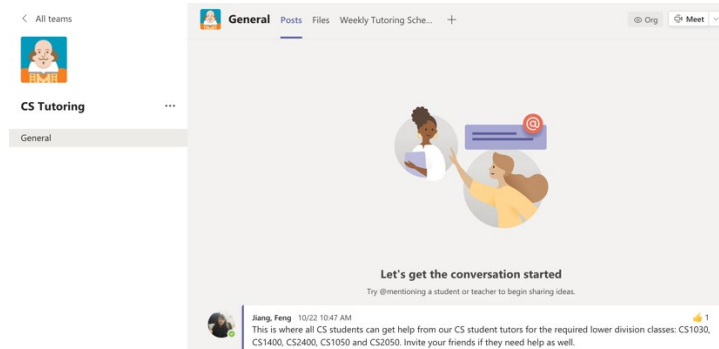 < All teams
CS Tutoring
...
General
General Posts Files Weekly Tutoring Sche... +
Org
Meet
@
Let's get the conversation started
Try @mentioning a student or teacher to begin sharing ideas.
Jiang, Feng 10/22 10:47 AM
1
This is where all CS students can get help from our CS student tutors for the required lower division classes: CS1030,
CS1400, CS2400, CS1050 and CS2050. Invite your friends if they need help as well.